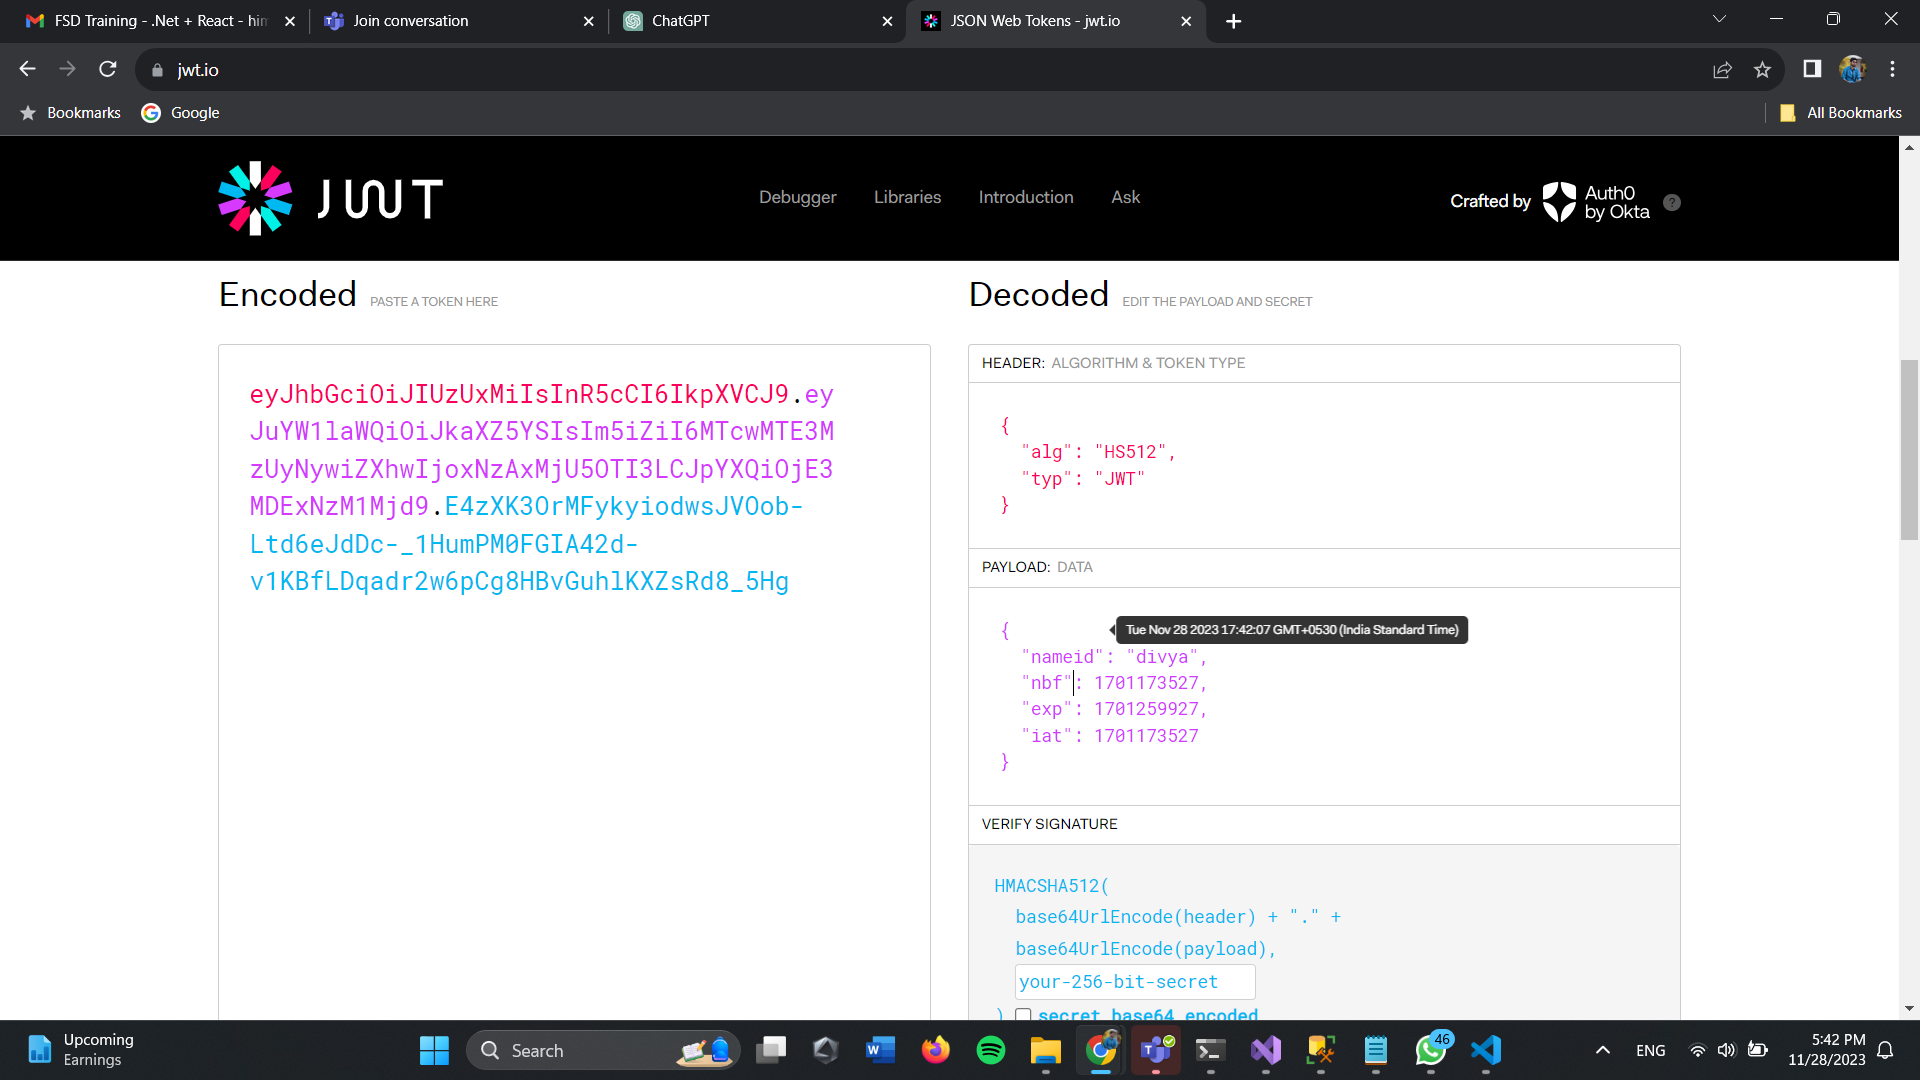 FSD Training - .Net + React - him
Join conversation
ChatGPT
JSON Web Tokens - jwt.io
jwt.io
Bookmarks
Google
All Bookmarks
JWT
Debugger
Libraries
Introduction
Ask
Crafted by
Auth0
by Okta
?
Encoded PASTE A TOKEN HERE
Decoded EDIT THE PAYLOAD AND SECRET
eyJhbGciOiJIUzUxMiIsInR5cCI6IkpXVCJ9.ey
JuYW1laWQiOiJkaXZ5YSIsIm5iZiI6MTcwMTE3M
zUyNywiZXhwIjoxNzAxMjU5OTI3LCJpYXQiOjE3
MDExNzM1Mjd9.E4zXK3OrMFykyiodwsJVOob-
Ltd6eJdDc-_1HumPM0FGIA42d-
v1KBfLDqadr2w6pCg8HBvGuhlKXZsRd8_5Hg
HEADER: ALGORITHM & TOKEN TYPE
{
"alg": "HS512",
"typ": "JWT"
}
PAYLOAD: DATA
{
Tue Nov 28 2023 17:42:07 GMT+0530 (India Standard Time)
"nameid": "divya",
"nbf": 1701173527,
"exp": 1701259927,
"iat": 1701173527
}
VERIFY SIGNATURE
HMACSHA512(
base64UrlEncode(header) + "." +
base64UrlEncode(payload),
your-256-bit-secret
) secret base64 encoded
Upcoming
Earnings
Search
46
ENG
5:42 PM
11/28/2023